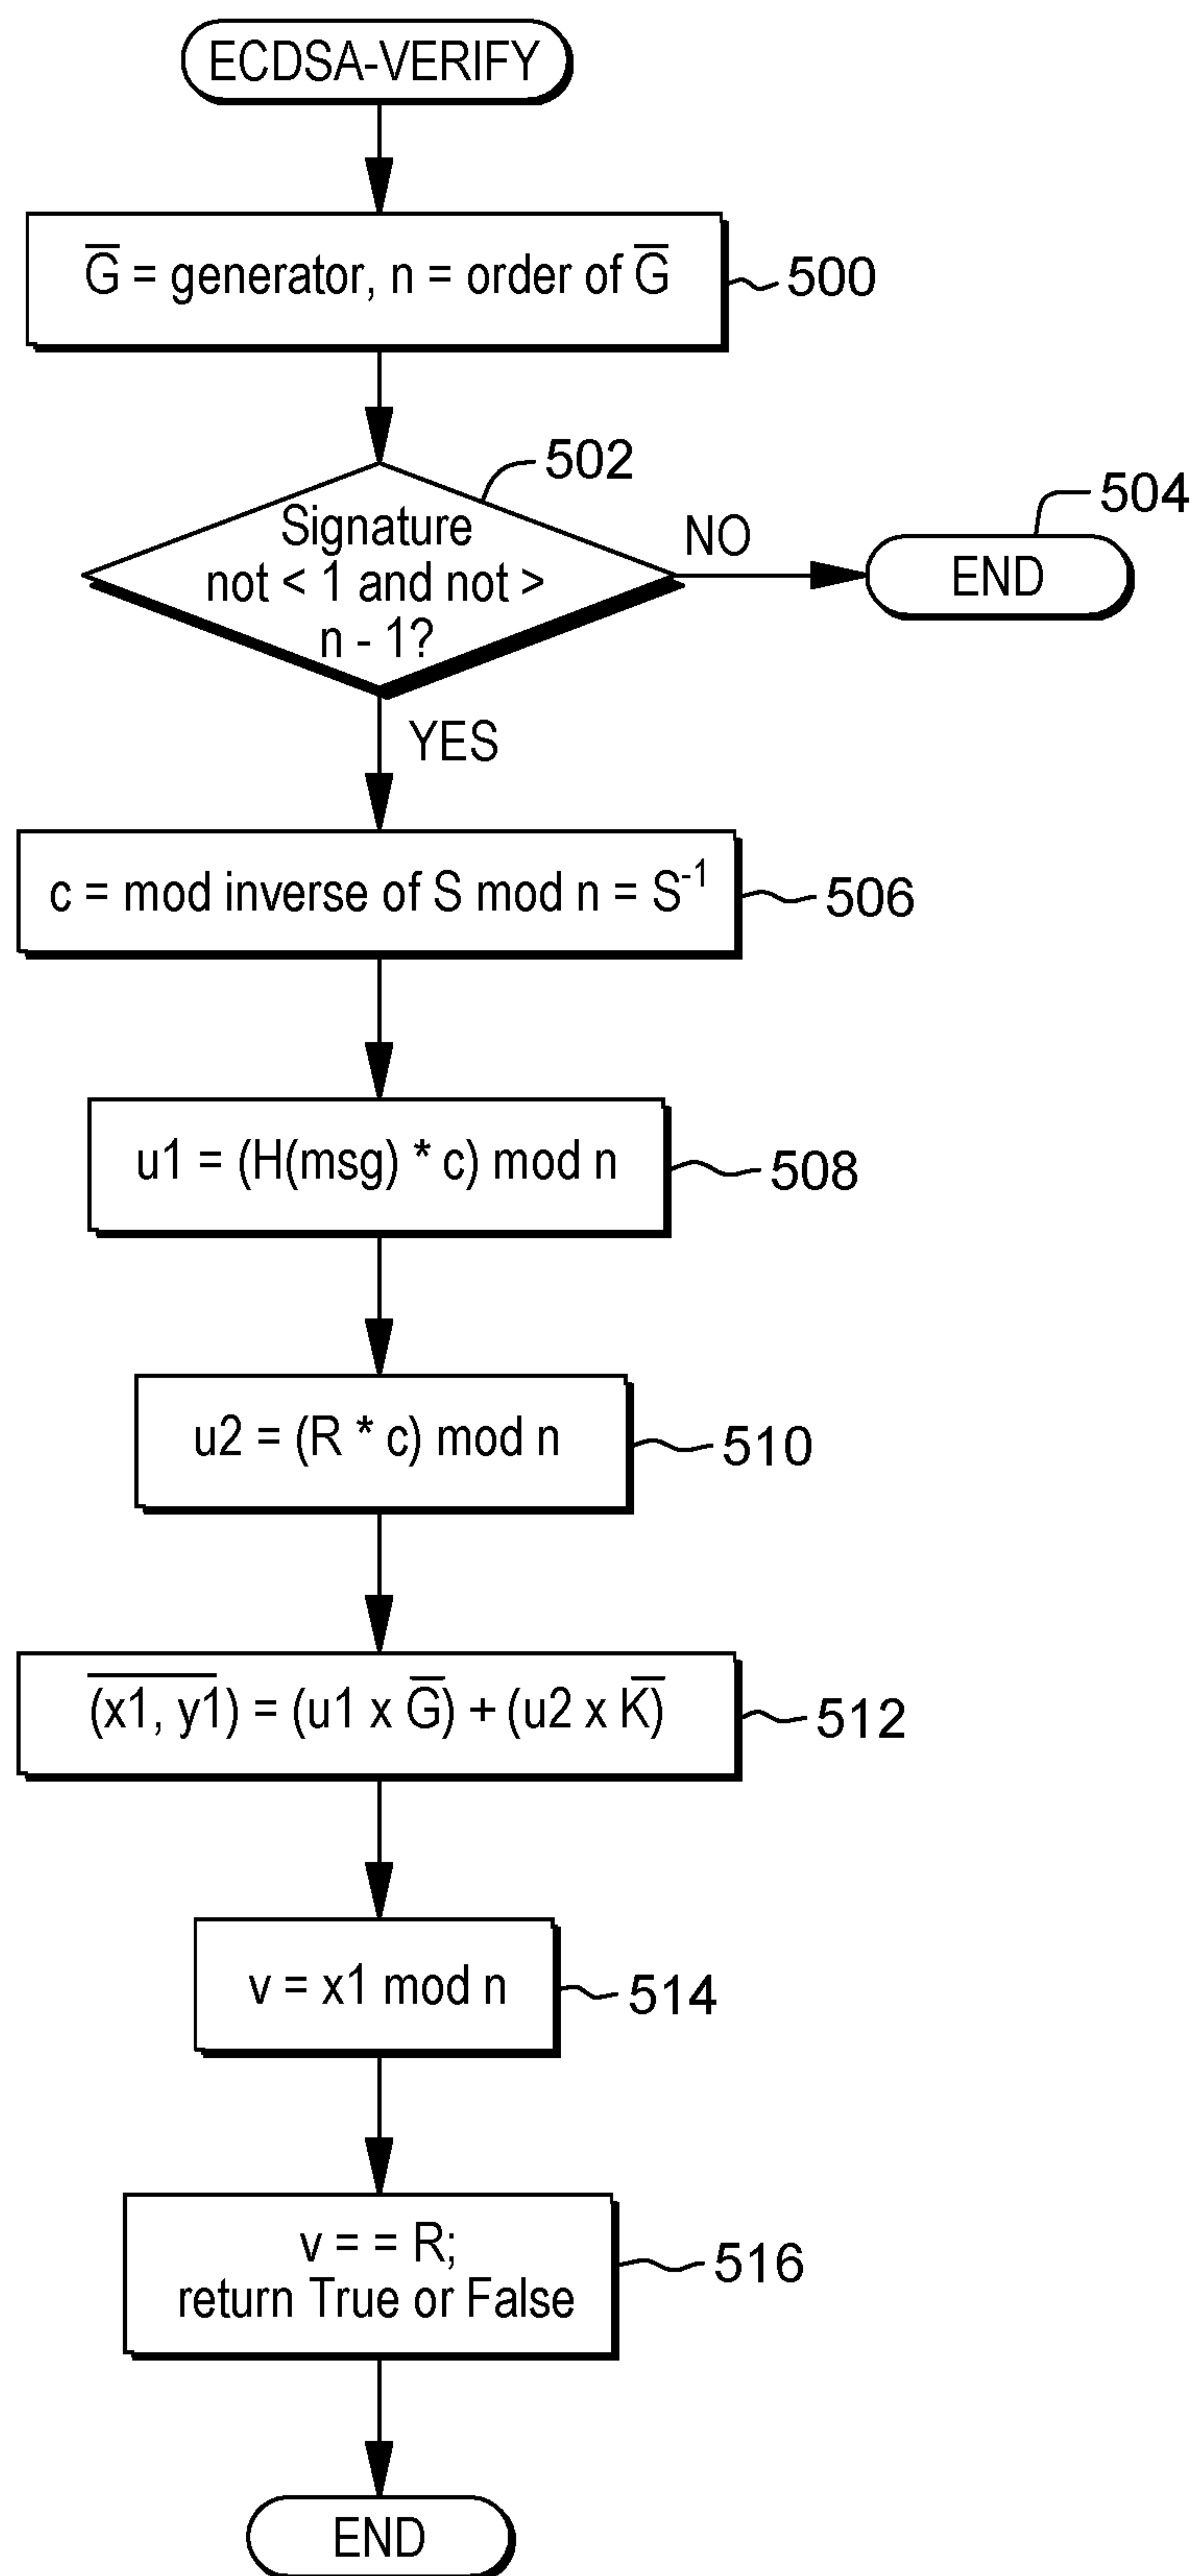 ECDSA-VERIFY
G̅ = generator, n = order of G̅
500
502
Signature
not < 1 and not >
n - 1?
NO
504
END
YES
c = mod inverse of S mod n = S⁻¹
506
u1 = (H(msg) * c) mod n
508
u2 = (R * c) mod n
510
(x1, y1) = (u1 x G̅) + (u2 x K̅)
512
v = x1 mod n
514
v = = R;
return True or False
516
END